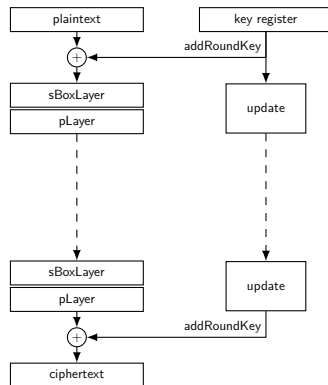 plaintext
key register
addRoundKey
sBoxLayer
pLayer
update
sBoxLayer
pLayer
update
addRoundKey
ciphertext